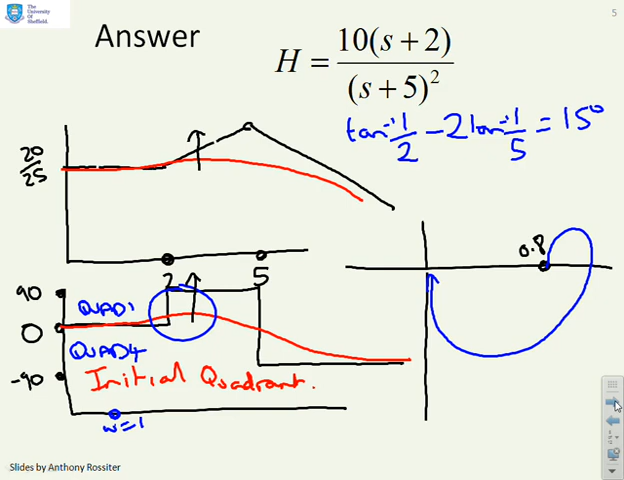 The
University
Of
Sheffield.
5
Answer
H = 10(s + 2) / (s + 5)²
tan⁻¹ 1/2 − 2 tan⁻¹ 1/5 = 15°
20/25
0.8
2 5
90
QUAD1
0
QUAD4
-90
Initial Quadrant.
w=1
Slides by Anthony Rossiter